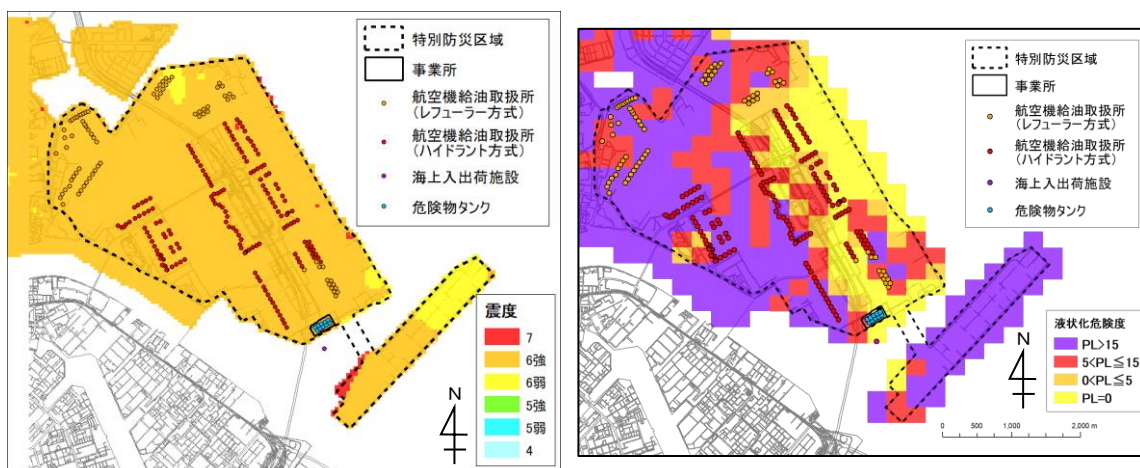 特別防災区域
事業所
航空機給油取扱所
(レフューラー方式)
航空機給油取扱所
(ハイドラント方式)
海上入出荷施設
危険物タンク
震度
7
6強
6弱
5強
5弱
4
N
特別防災区域
事業所
航空機給油取扱所
(レフューラー方式)
航空機給油取扱所
(ハイドラント方式)
海上入出荷施設
危険物タンク
液状化危険度
PL>15
5<PL≦15
0<PL≦5
PL=0
N
0 500 1,000 2,000 m